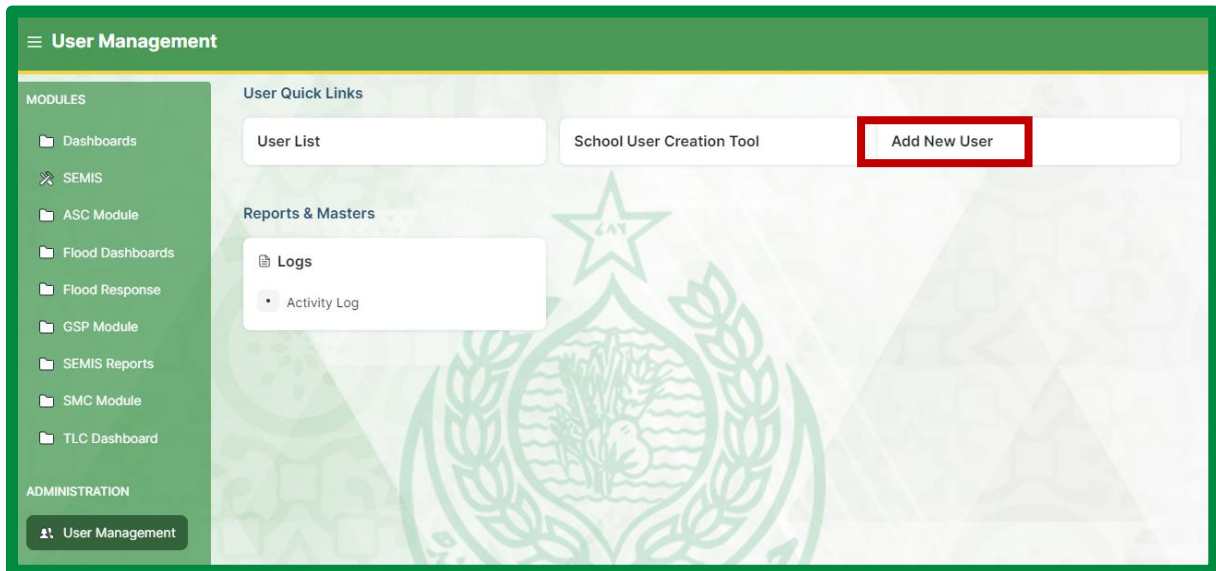 User Management
MODULES
Dashboards
SEMIS
ASC Module
Flood Dashboards
Flood Response
GSP Module
SEMIS Reports
SMC Module
TLC Dashboard
ADMINISTRATION
User Management
User Quick Links
User List
School User Creation Tool
Add New User
Reports & Masters
Logs
Activity Log